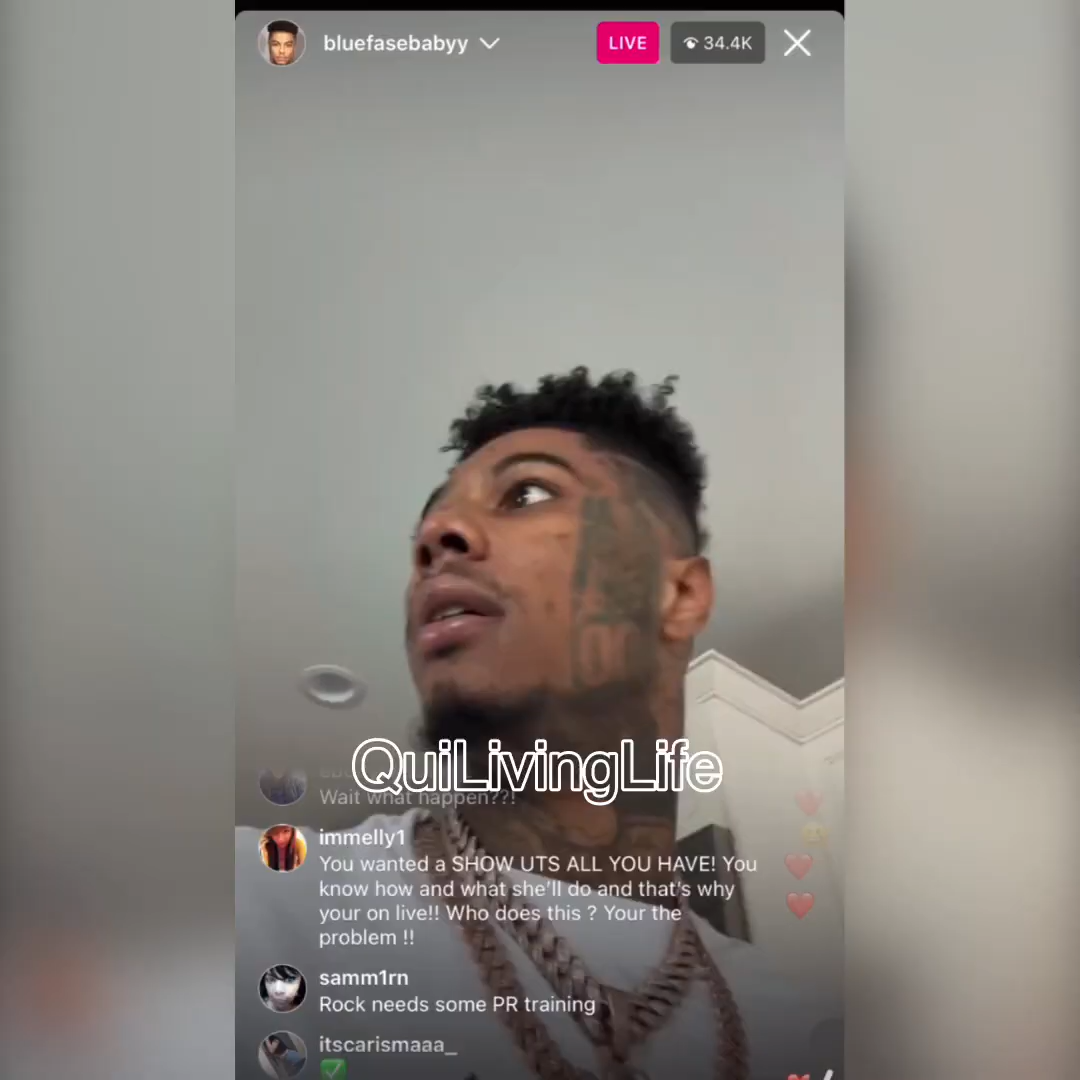 bluefasebabyy
LIVE
34.4K
QuiLivingLife
Wait what happen??!
immelly1
You wanted a SHOW UTS ALL YOU HAVE! You
know how and what she'll do and that's why
your on live!! Who does this ? Your the
problem !!
samm1rn
Rock needs some PR training
itscarismaaa_